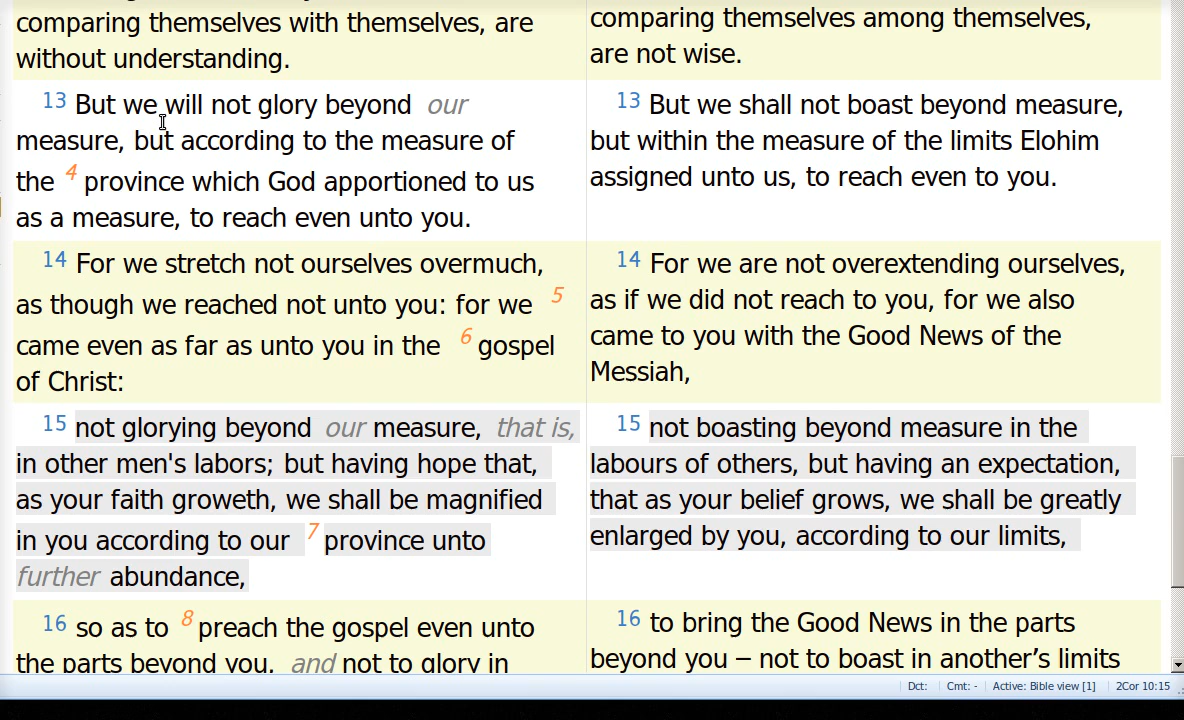 comparing themselves with themselves, are
without understanding.
13 But we will not glory beyond our
measure, but according to the measure of
the 4 province which God apportioned to us
as a measure, to reach even unto you.
14 For we stretch not ourselves overmuch,
as though we reached not unto you: for we 5
came even as far as unto you in the 6 gospel
of Christ:
15 not glorying beyond our measure, that is,
in other men's labors; but having hope that,
as your faith groweth, we shall be magnified
in you according to our 7 province unto
further abundance,
16 so as to 8 preach the gospel even unto
the parts beyond you, and not to glory in
comparing themselves among themselves,
are not wise.
13 But we shall not boast beyond measure,
but within the measure of the limits Elohim
assigned unto us, to reach even to you.
14 For we are not overextending ourselves,
as if we did not reach to you, for we also
came to you with the Good News of the
Messiah,
15 not boasting beyond measure in the
labours of others, but having an expectation,
that as your belief grows, we shall be greatly
enlarged by you, according to our limits,
16 to bring the Good News in the parts
beyond you – not to boast in another’s limits
Dct: Cmt: - Active: Bible view [1] 2Cor 10:15